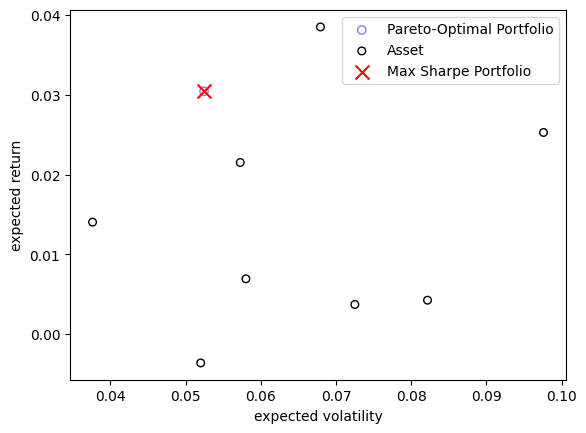 Pareto-Optimal Portfolio
Asset
Max Sharpe Portfolio
0.04
0.03
0.02
0.01
0.00
expected return
0.04 0.05 0.06 0.07 0.08 0.09 0.10
expected volatility